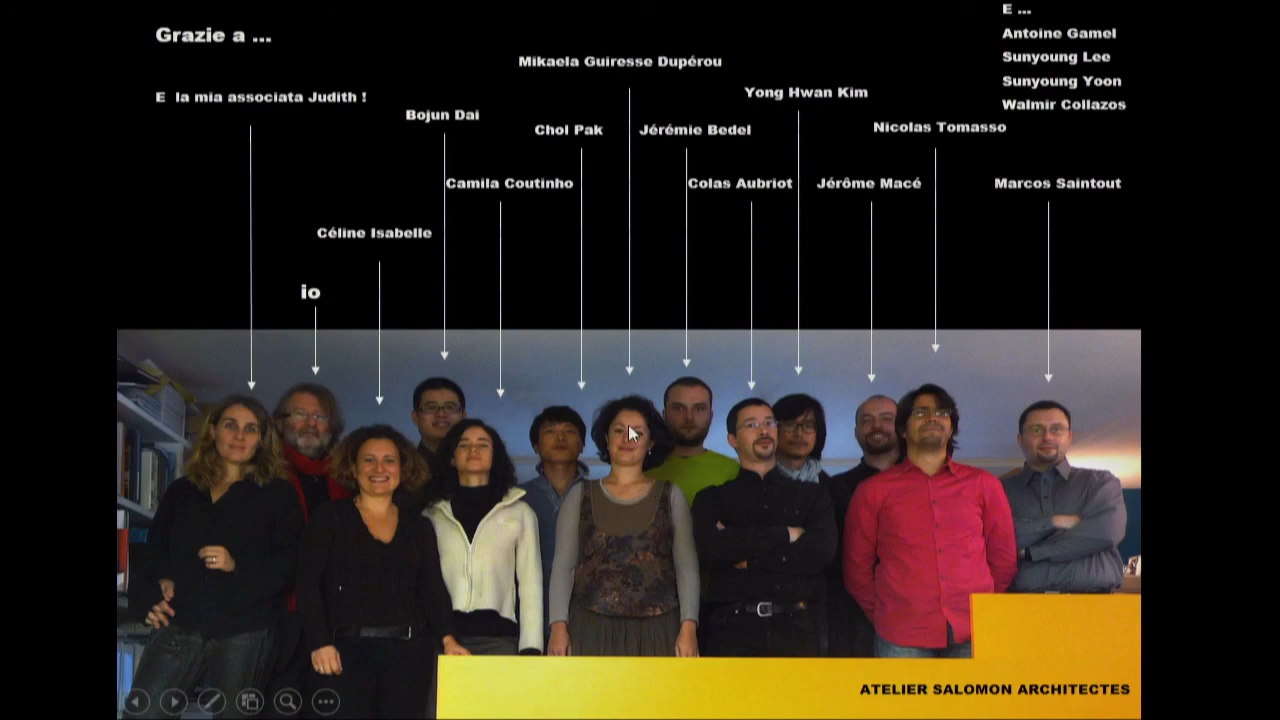 Grazie a ...
E ...
Antoine Gamel
Sunyoung Lee
Sunyoung Yoon
Walmir Collazos
Mikaela Guiresse Dupérou
E la mia associata Judith !
Yong Hwan Kim
Bojun Dai
Chol Pak
Jérémie Bedel
Nicolas Tomasso
Camila Coutinho
Colas Aubriot
Jérôme Macé
Marcos Saintout
Céline Isabelle
io
ATELIER SALOMON ARCHITECTES